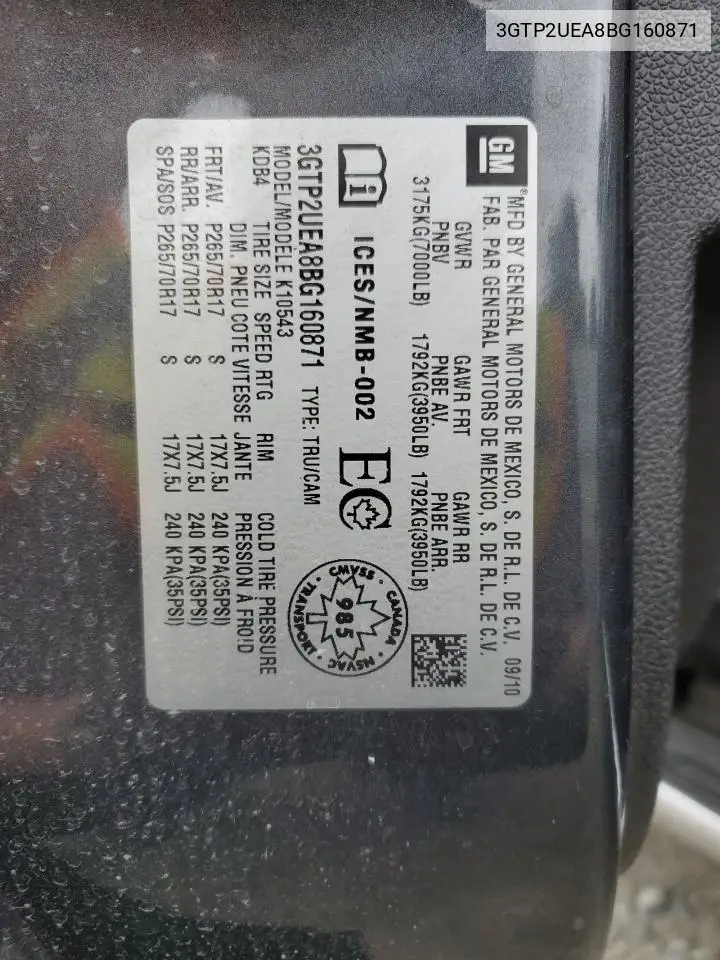 3GTP2UEA8BG160871
GM
® MFD BY GENERAL MOTORS DE MEXICO, S. DE R.L. DE C.V. 09/10
FAB. PAR GENERAL MOTORS DE MEXICO, S. DE R.L. DE C.V.
GVWR GAWR FRT GAWR RR
PNBV PNBE AV. PNBE ARR.
3175KG(7000LB) 1792KG(3950LB) 1792KG(3950LB)
i ICES/NMB-002 EC
CMVSS · CANADA · NSVAC · TRANSPORT ·
985
3GTP2UEA8BG160871 TYPE: TRU/CAM
MODEL/MODÈLE K10543
KDB4 TIRE SIZE SPEED RTG RIM COLD TIRE PRESSURE
DIM. PNEU COTE VITESSE JANTE PRESSION À FROID
FRT/AV. P265/70R17 S 17X7.5J 240 KPA(35PSI)
RR/ARR. P265/70R17 S 17X7.5J 240 KPA(35PSI)
SPA/SOS P265/70R17 S 17X7.5J 240 KPA(35PSI)